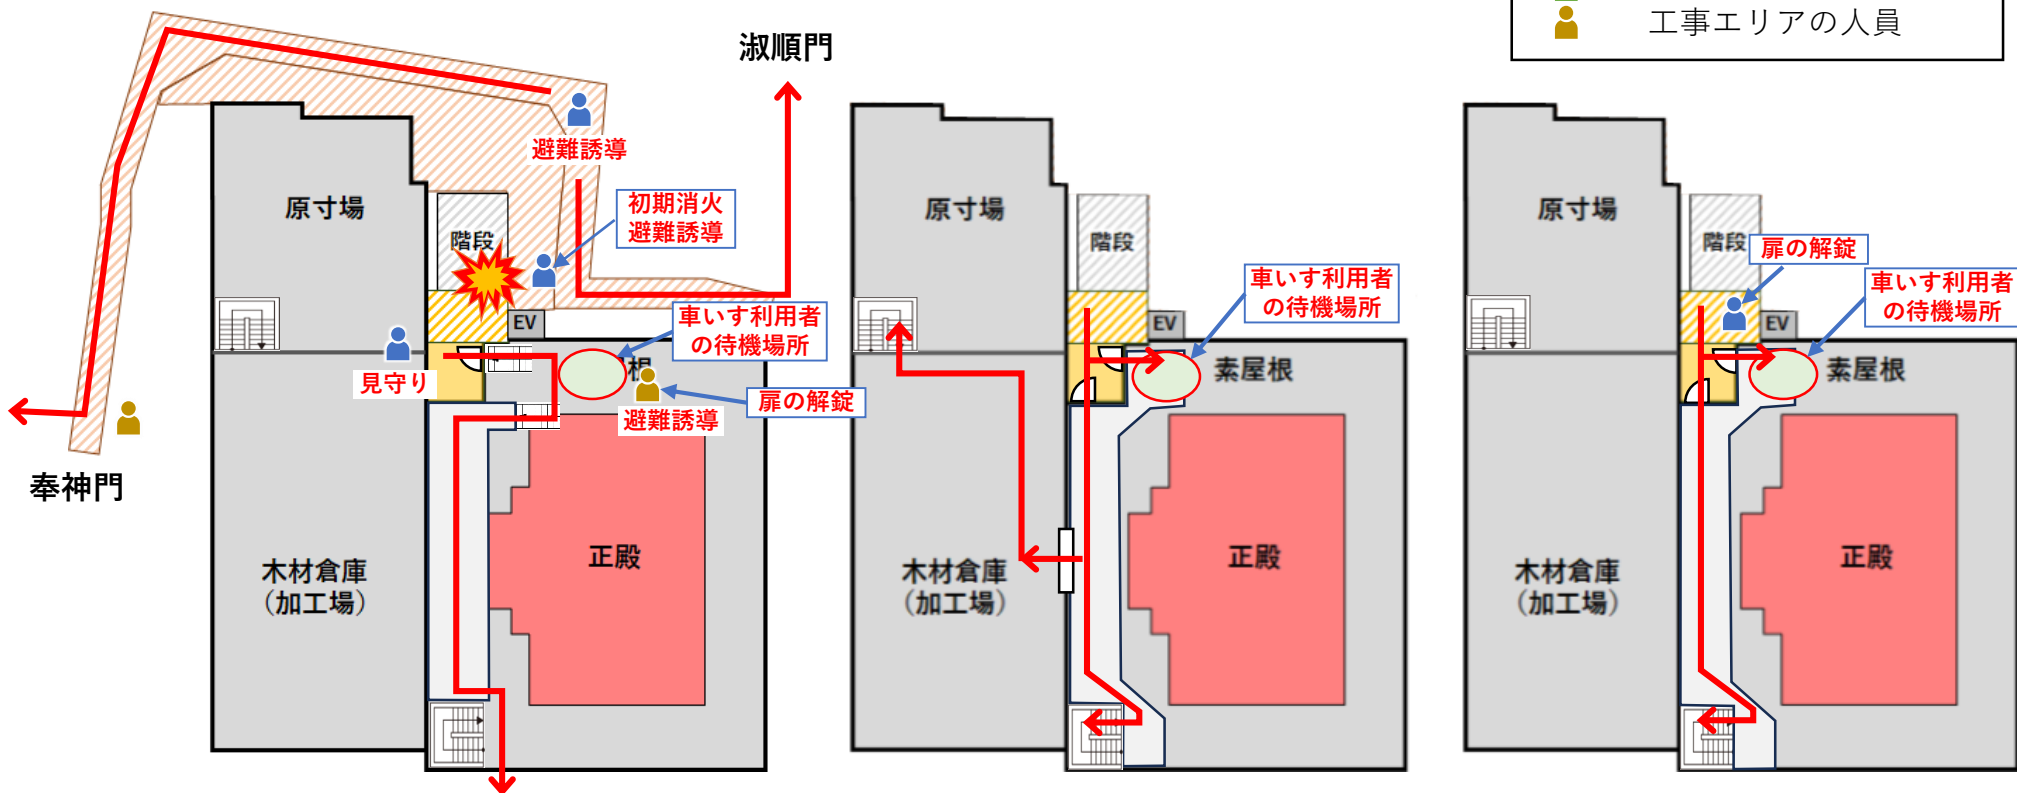 工事エリアの人員
淑順門
避難誘導
初期消火
避難誘導
原寸場
階段
EV
車いす利用者
の待機場所
見守り
根
扉の解錠
避難誘導
奉神門
正殿
木材倉庫
（加工場）
原寸場
階段
車いす利用者
の待機場所
EV
素屋根
正殿
木材倉庫
（加工場）
原寸場
階段
扉の解錠
車いす利用者
の待機場所
EV
素屋根
正殿
木材倉庫
（加工場）